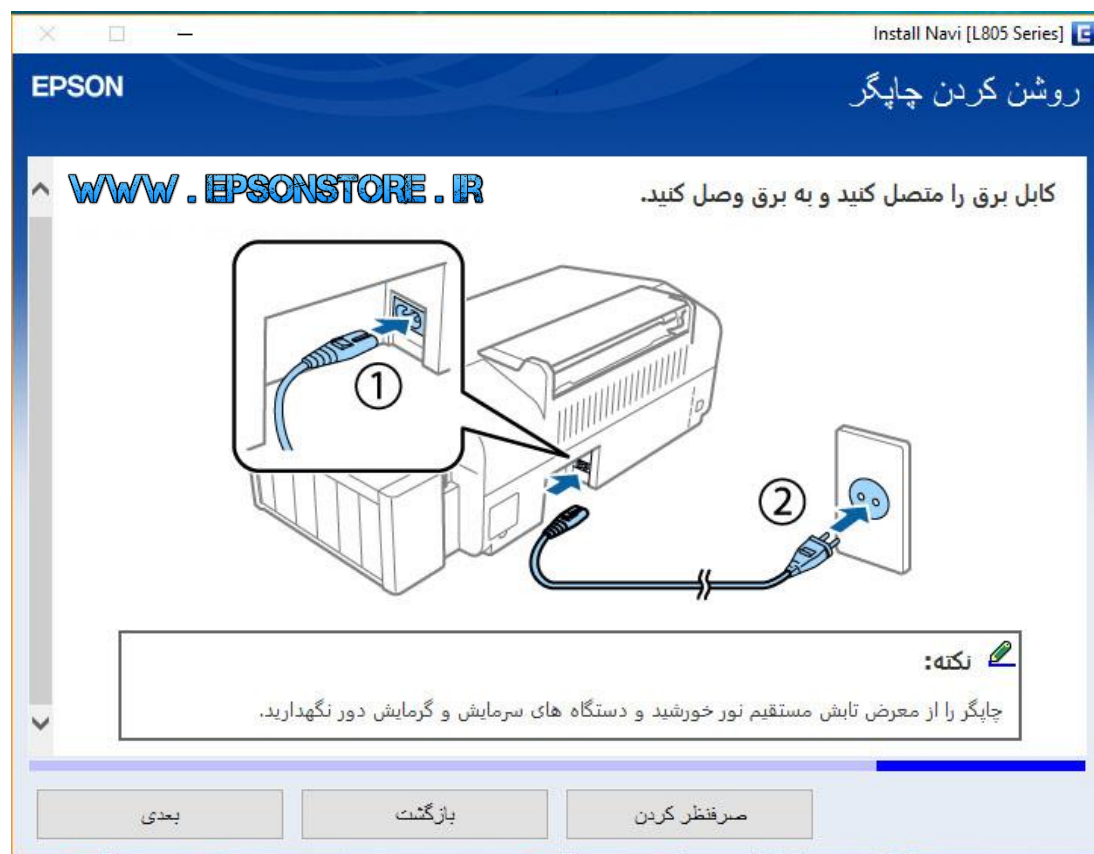 Install Navi [L805 Series]
EPSON
روشن کردن چاپگر
WWW . EPSONSTORE . IR
کابل برق را متصل کنید و به برق وصل کنید.
1
2
نکته:
چاپگر را از معرض تابش مستقیم نور خورشید و دستگاه های سرمایش و گرمایش دور نگهدارید.
صرفنظر کردن
بازگشت
بعدی